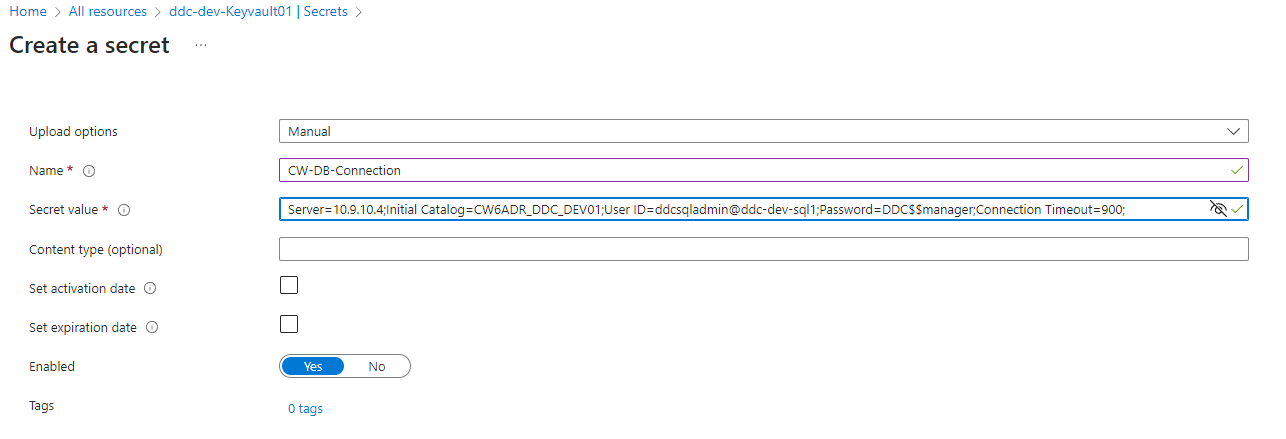 Home > All resources > ddc-dev-Keyvault01 | Secrets >
Create a secret ...
Upload options Manual
Name * CW-DB-Connection
Secret value * Server=10.9.10.4;Initial Catalog=CW6ADR_DDC_DEV01;User ID=ddcsqladmin@ddc-dev-sql1;Password=DDC$$manager;Connection Timeout=900;
Content type (optional)
Set activation date
Set expiration date
Enabled Yes No
Tags 0 tags